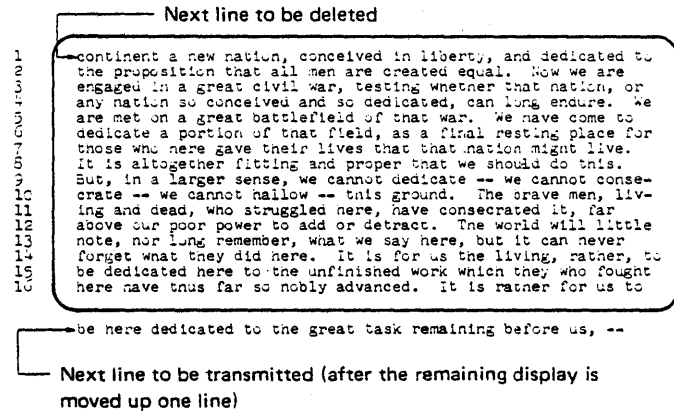 Next line to be deleted
1 continent a new nation, conceived in liberty, and dedicated to
2 the proposition that all men are created equal. Now we are
3 engaged in a great civil war, testing whether that nation, or
4 any nation so conceived and so dedicated, can long endure. We
5 are met on a great battlefield of that war. We have come to
6 dedicate a portion of that field, as a final resting place for
7 those who here gave their lives that that nation might live.
8 It is altogether fitting and proper that we should do this.
9 But, in a larger sense, we cannot dedicate -- we cannot conse-
10 crate -- we cannot hallow -- this ground. The brave men, liv-
11 ing and dead, who struggled here, have consecrated it, far
12 above our poor power to add or detract. The world will little
13 note, nor long remember, what we say here, but it can never
14 forget what they did here. It is for us the living, rather, to
15 be dedicated here to the unfinished work which they who fought
16 here have thus far so nobly advanced. It is rather for us to
be here dedicated to the great task remaining before us, --
Next line to be transmitted (after the remaining display is
moved up one line)